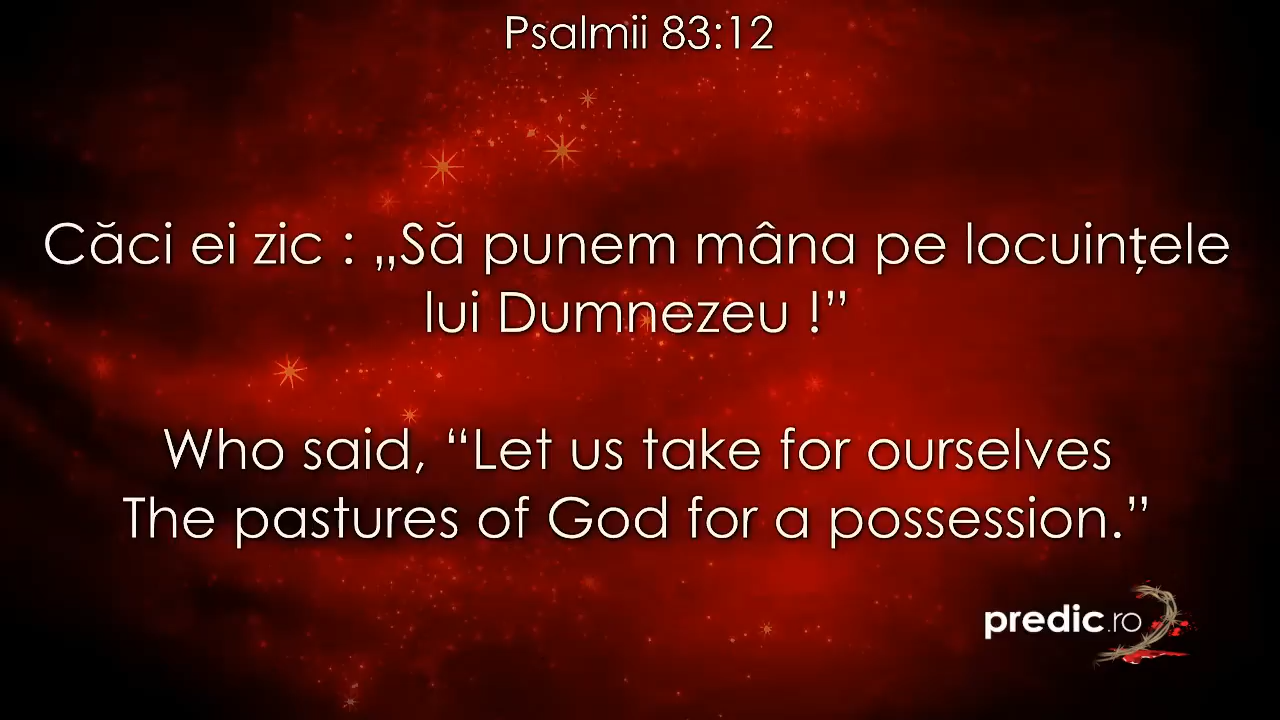 Psalmii 83:12
Căci ei zic : „Să punem mâna pe locuințele
lui Dumnezeu !”
Who said, “Let us take for ourselves
The pastures of God for a possession.”
predic.ro